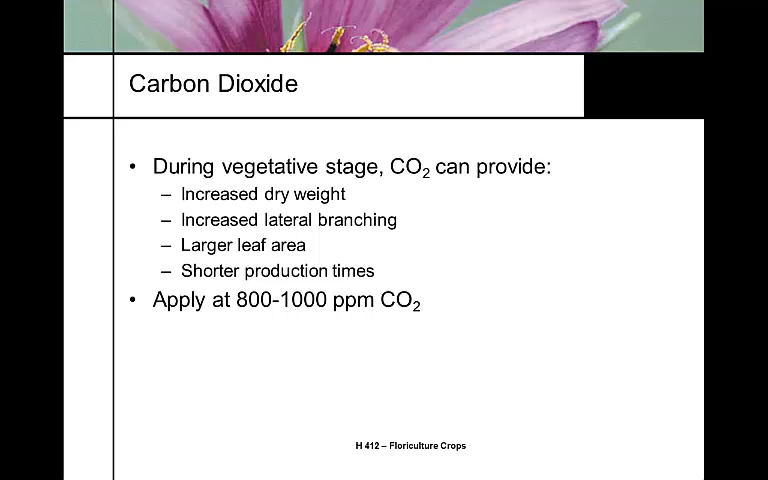 Carbon Dioxide
• During vegetative stage, CO₂ can provide:
– Increased dry weight
– Increased lateral branching
– Larger leaf area
– Shorter production times
• Apply at 800-1000 ppm CO₂
H 412 – Floriculture Crops